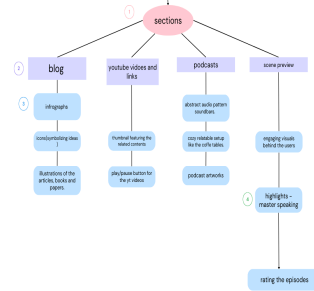 1
sections
2
blog
youtube vidoes and
links
podcasts
scene preview
3
infrographs
abstract audio pattern
soundbars.
icons(symbolizing ideas
)
thumbnail featuring the
related contents
cozy relatable setup
like the coffe tables.
engaging visuals
behind the users
illustrations of the
articles, books and
papers.
play/pause button for
the yt videos
podcast artworks
4
highlights -
master speaking
rating the episodes